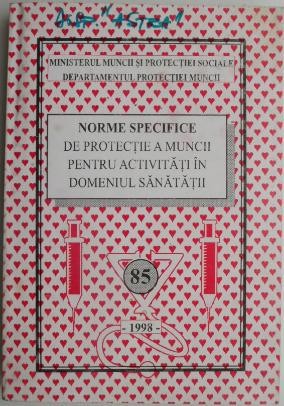 "ASTRA"
MINISTERUL MUNCII ȘI PROTECȚIEI SOCIALE
DEPARTAMENTUL PROTECȚIEI MUNCII
NORME SPECIFICE
DE PROTECȚIE A MUNCII
PENTRU ACTIVITĂȚI ÎN
DOMENIUL SĂNĂTĂȚII
85
- 1998 -